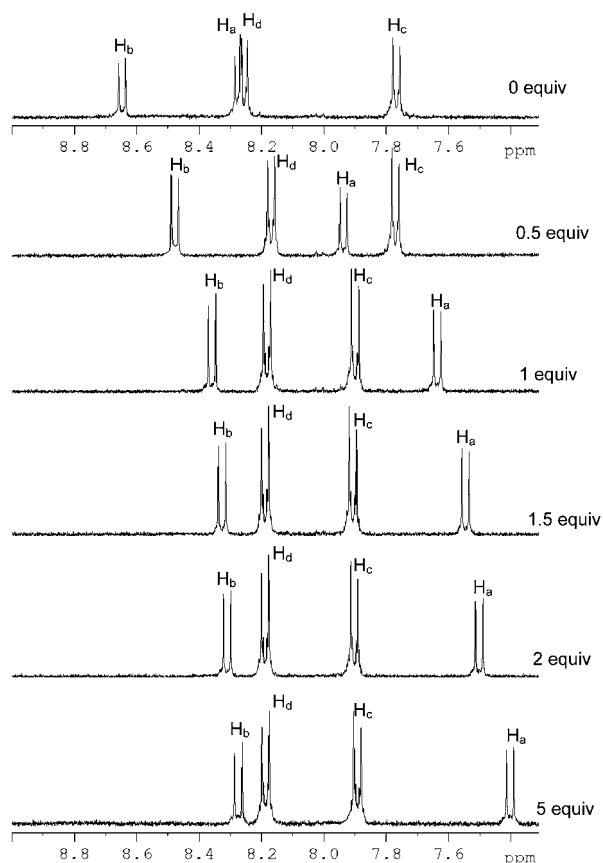 Hb Ha Hd Hc
0 equiv
8.8 8.6 8.4 8.2 8.0 7.8 7.6 ppm
Hb Hd Ha Hc
0.5 equiv
Hb Hd Hc Ha
1 equiv
Hb Hd Hc Ha
1.5 equiv
Hb Hd Hc Ha
2 equiv
Hb Hd Hc Ha
5 equiv
8.8 8.6 8.4 8.2 8.0 7.8 7.6 ppm